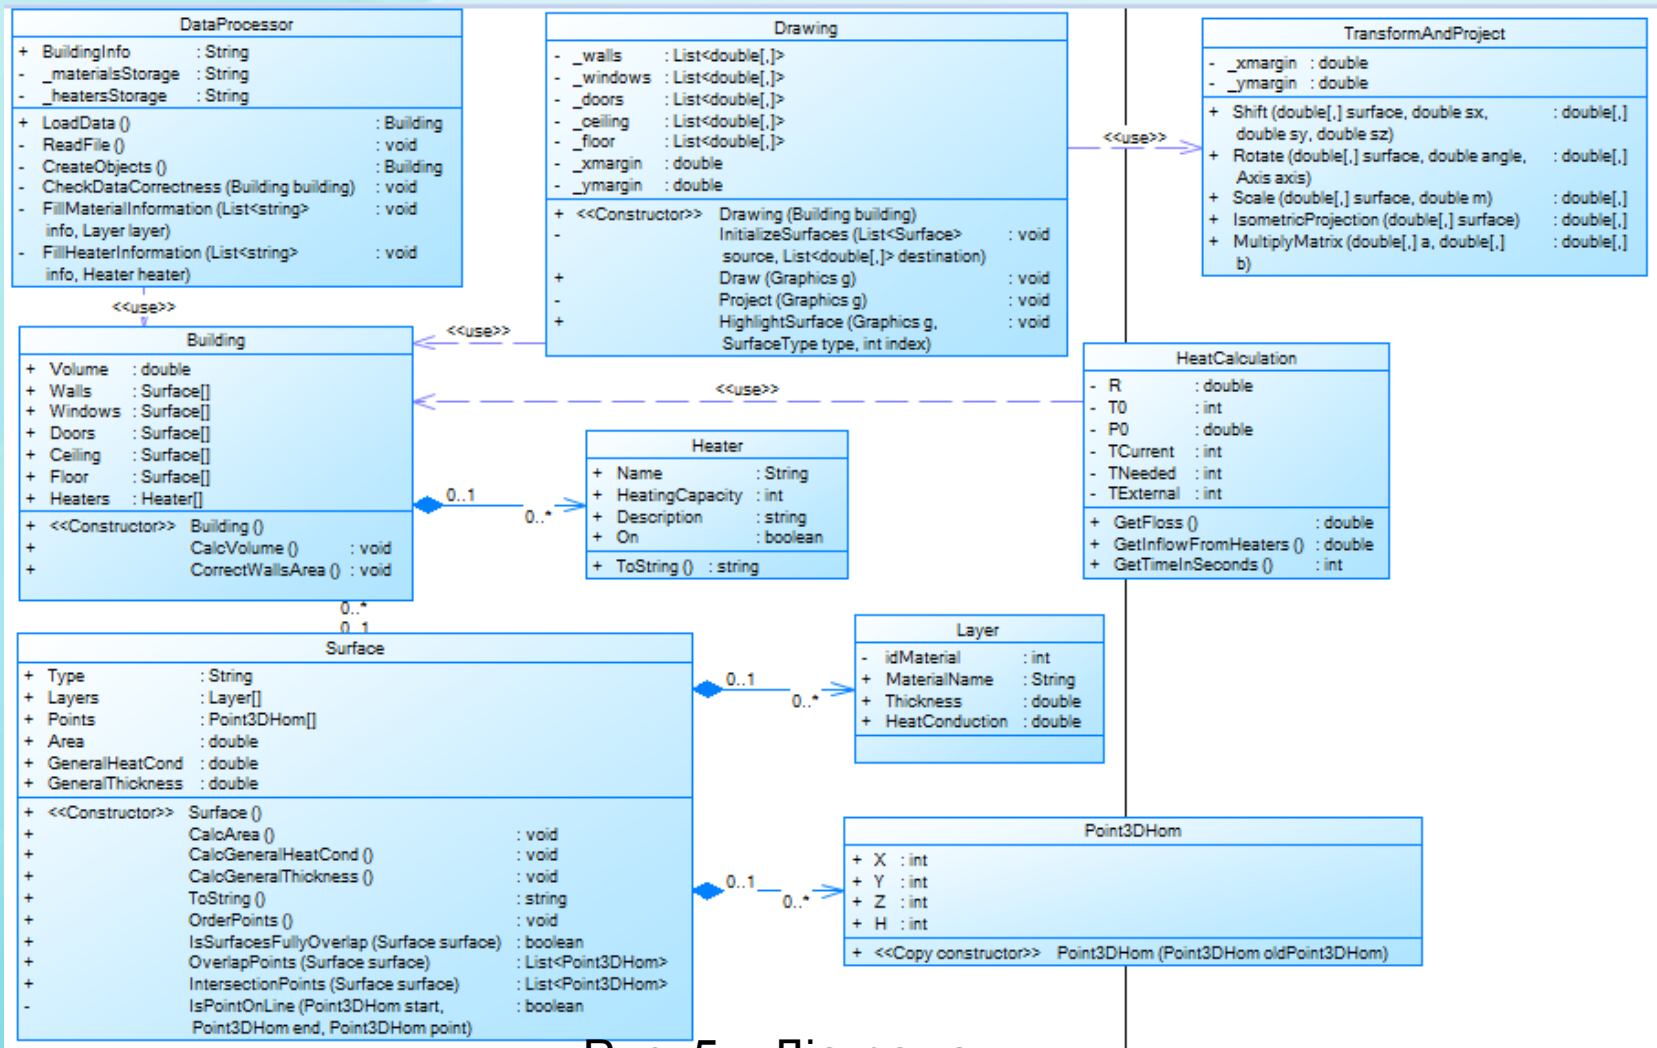 DataProcessor
+ BuildingInfo : String
- _materialsStorage : String
- _heatersStorage : String
+ LoadData () : Building
- ReadFile () : void
- CreateObjects () : Building
- CheckDataCorrectness (Building building) : void
- FillMaterialInformation (List<string> : void
info, Layer layer)
- FillHeaterInformation (List<string> : void
info, Heater heater)
<<use>>
Drawing
- _walls : List<double[,]>
- _windows : List<double[,]>
- _doors : List<double[,]>
- _ceiling : List<double[,]>
- _floor : List<double[,]>
- _xmargin : double
- _ymargin : double
+ <<Constructor>> Drawing (Building building)
- InitializeSurfaces (List<Surface> : void
source, List<double[,]> destination)
+ Draw (Graphics g) : void
- Project (Graphics g) : void
+ HighlightSurface (Graphics g, : void
SurfaceType type, int index)
<<use>>
TransformAndProject
- _xmargin : double
- _ymargin : double
+ Shift (double[,] surface, double sx, : double[,]
double sy, double sz)
+ Rotate (double[,] surface, double angle, : double[,]
Axis axis)
+ Scale (double[,] surface, double m) : double[,]
+ IsometricProjection (double[,] surface) : double[,]
+ MultiplyMatrix (double[,] a, double[,] : double[,]
b)
<<use>>
Building
+ Volume : double
+ Walls : Surface[]
+ Windows : Surface[]
+ Doors : Surface[]
+ Ceiling : Surface[]
+ Floor : Surface[]
+ Heaters : Heater[]
+ <<Constructor>> Building ()
+ CalcVolume () : void
+ CorrectWallsArea () : void
<<use>>
HeatCalculation
- R : double
- T0 : int
- P0 : double
- TCurrent : int
- TNeeded : int
- TExternal : int
+ GetFloss () : double
+ GetInflowFromHeaters () : double
+ GetTimeInSeconds () : int
0..1
0..*
Heater
+ Name : String
+ HeatingCapacity : int
+ Description : string
+ On : boolean
+ ToString () : string
0..*
0..1
Surface
+ Type : String
+ Layers : Layer[]
+ Points : Point3DHom[]
+ Area : double
+ GeneralHeatCond : double
+ GeneralThickness : double
+ <<Constructor>> Surface ()
+ CalcArea () : void
+ CalcGeneralHeatCond () : void
+ CalcGeneralThickness () : void
+ ToString () : string
+ OrderPoints () : void
+ IsSurfacesFullyOverlap (Surface surface) : boolean
+ OverlapPoints (Surface surface) : List<Point3DHom>
+ IntersectionPoints (Surface surface) : List<Point3DHom>
- IsPointOnLine (Point3DHom start, : boolean
Point3DHom end, Point3DHom point)
0..1
0..*
Layer
- idMaterial : int
+ MaterialName : String
+ Thickness : double
+ HeatConduction : double
0..1
0..*
Point3DHom
+ X : int
+ Y : int
+ Z : int
+ H : int
+ <<Copy constructor>> Point3DHom (Point3DHom oldPoint3DHom)